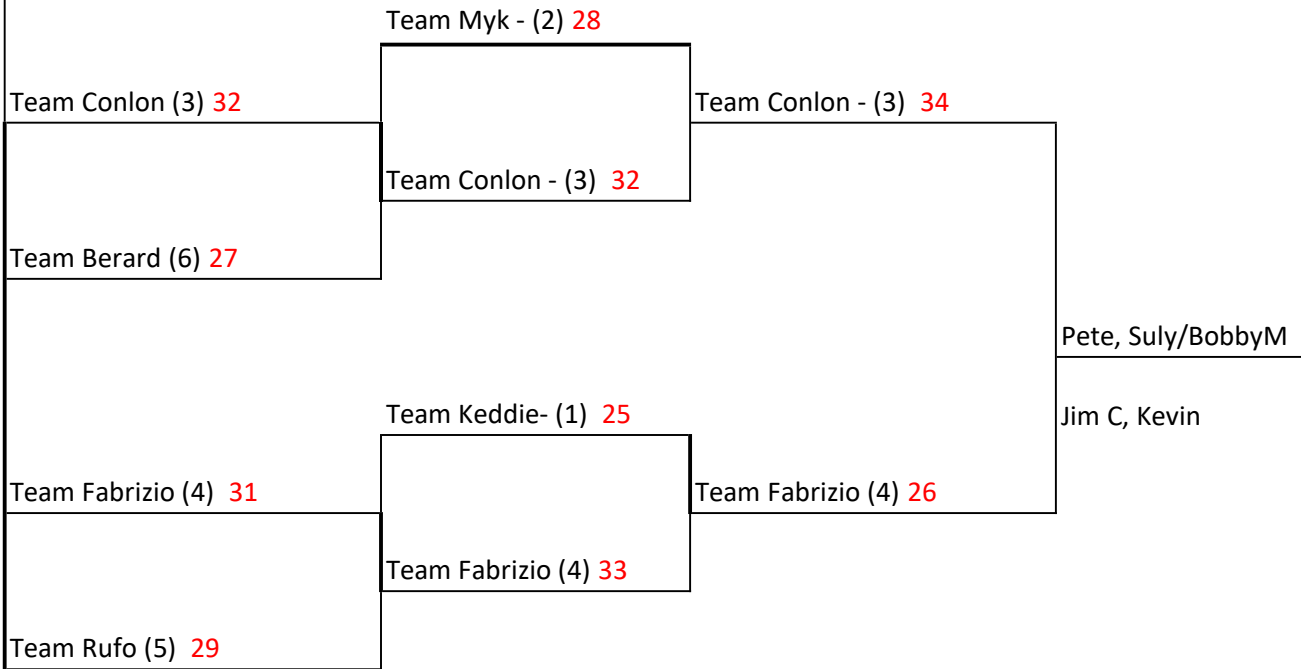 Team Myk - (2) 28
Team Conlon (3) 32
Team Conlon - (3) 34
Team Conlon - (3) 32
Team Berard (6) 27
Pete, Suly/BobbyM
Team Keddie- (1) 25
Jim C, Kevin
Team Fabrizio (4) 31
Team Fabrizio (4) 26
Team Fabrizio (4) 33
Team Rufo (5) 29